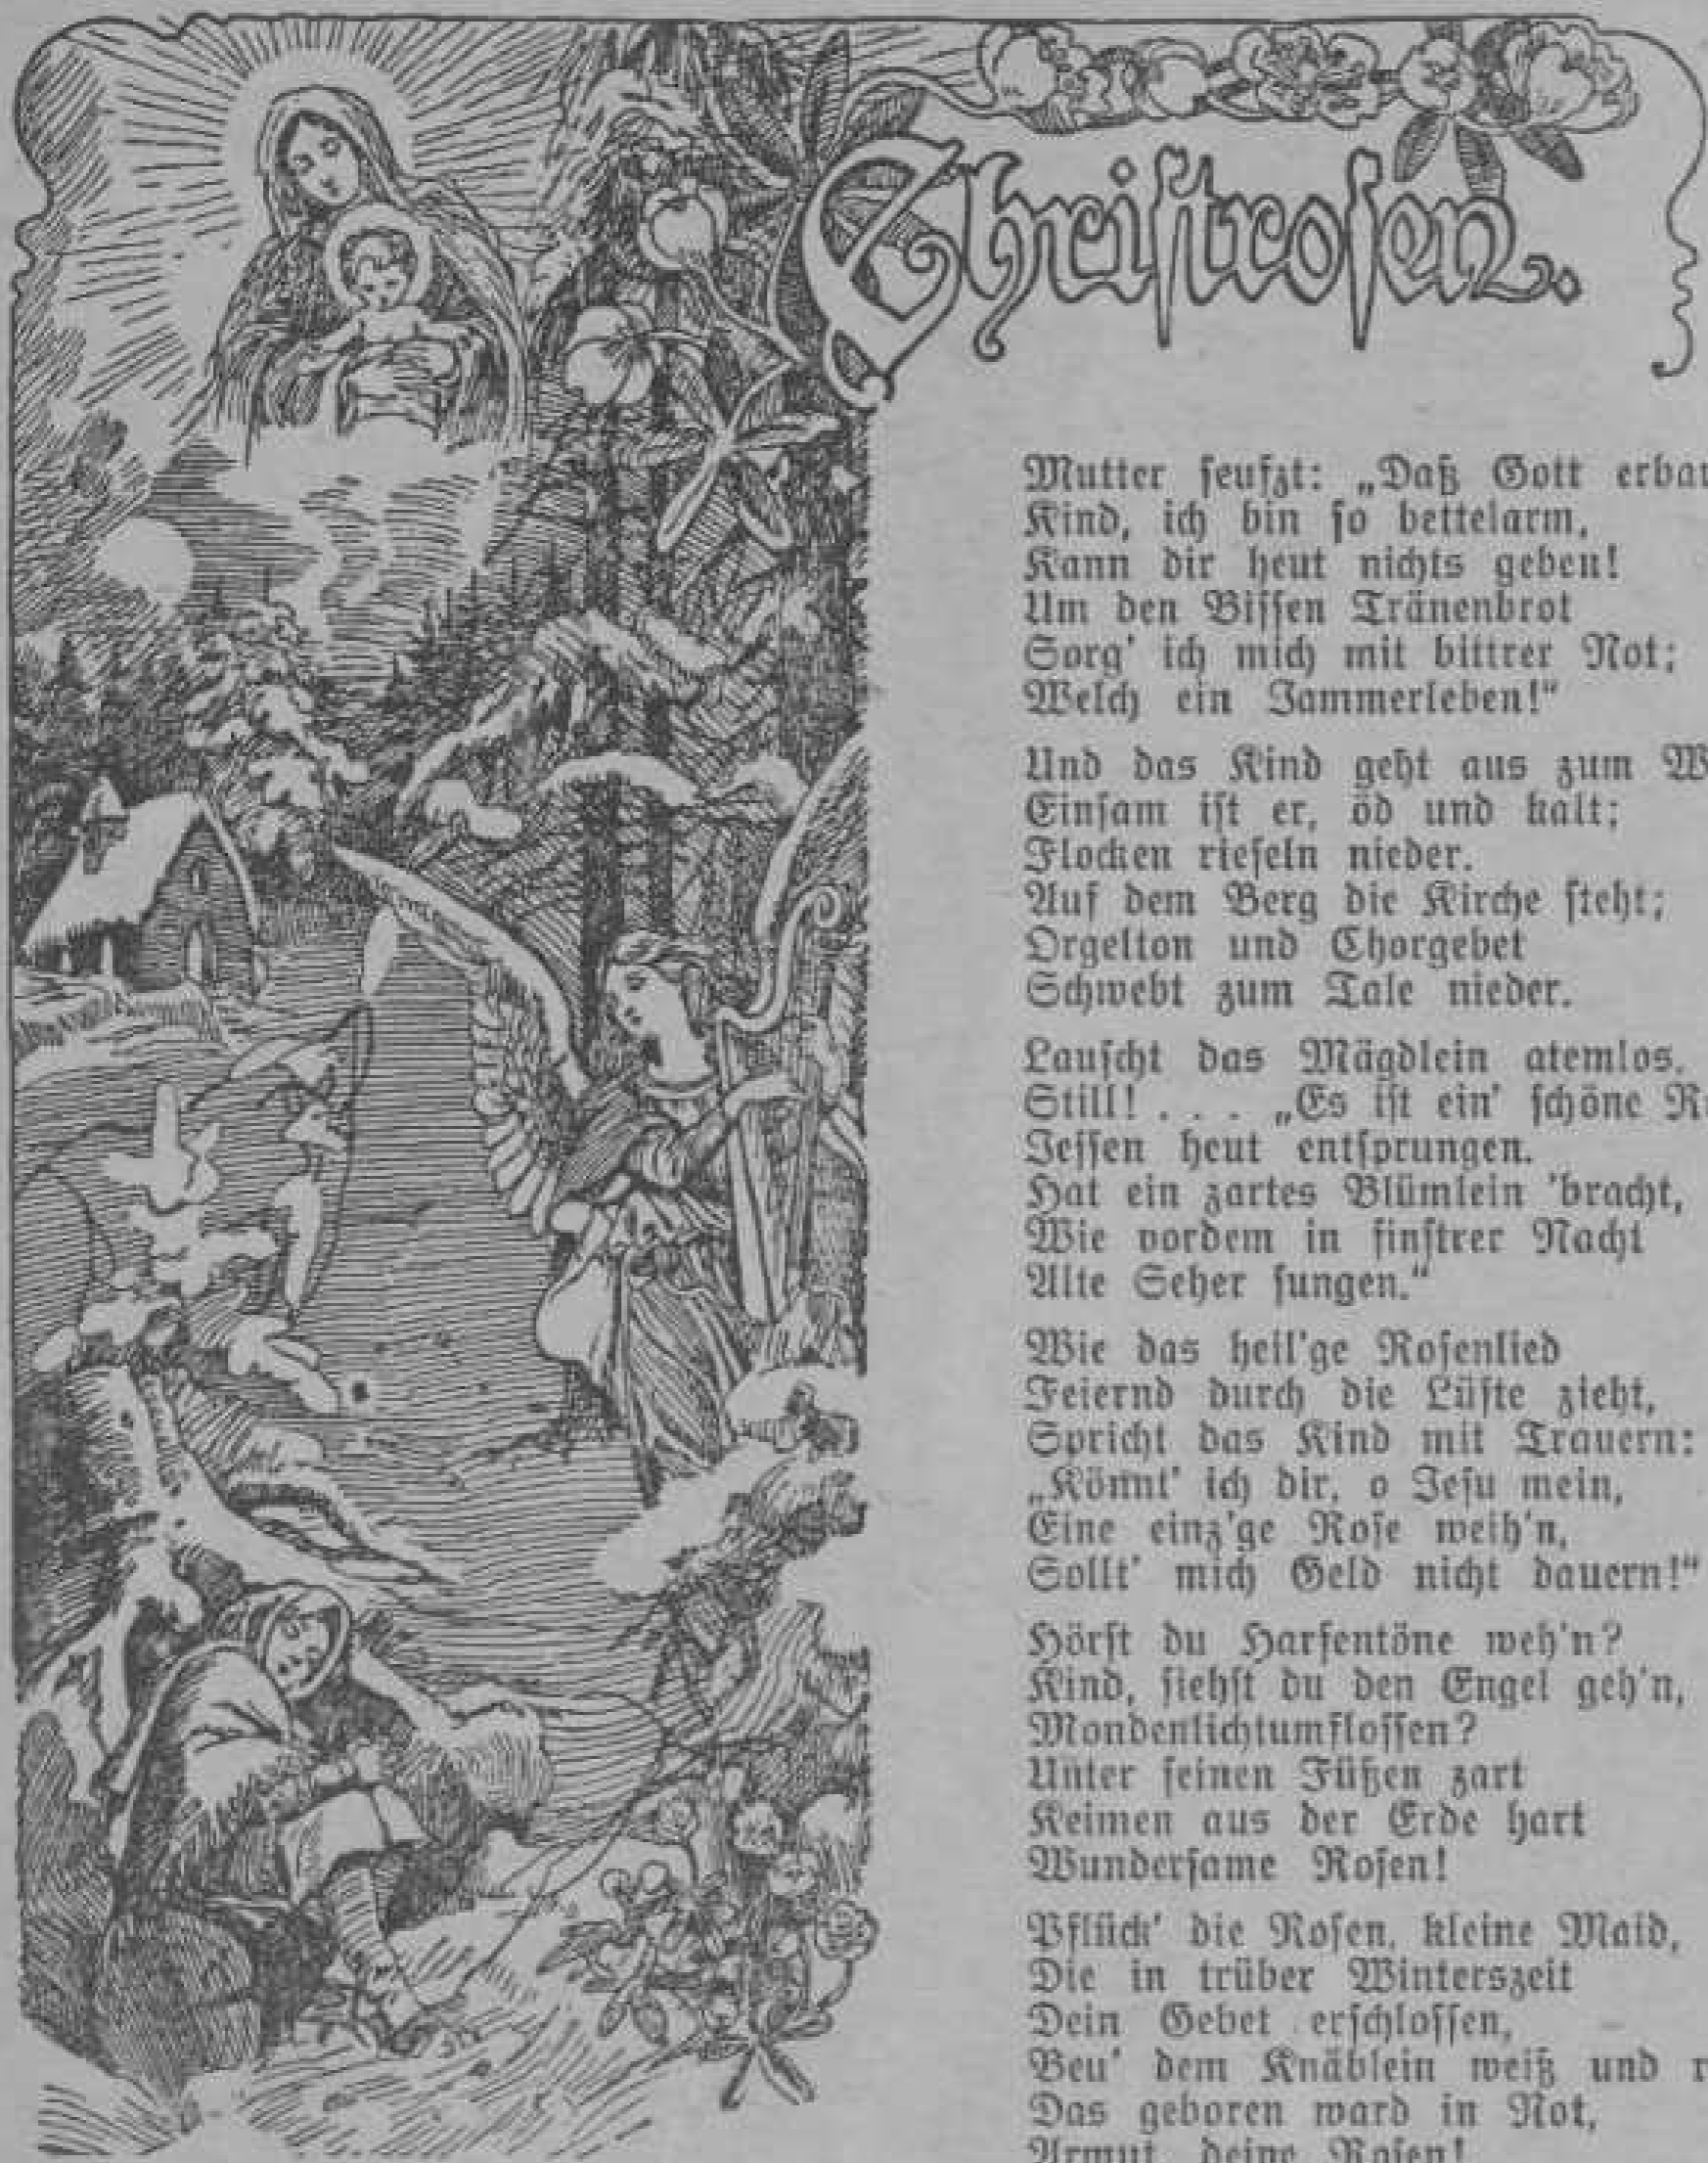 Christrosen.
Mutter seufzt: „Daß Gott
Kind, ich bin so bettelarm,
Kann dir heut nichts geben!
Um den Bissen Tränenbrot
Sorg' ich mich mit bittrer Not;
Welch ein Jammerleben!“
Und das Kind geht aus zum
Einsam ist er, öd und kalt;
Flocken rieseln nieder.
Auf dem Berg die Kirche steht;
Orgelton und Chorgebet
Schwebt zum Tale nieder.
Lauscht das Mägdlein atemlos.
Still! . . . „Es ist ein' schöne
Jessen heut entsprungen.
Hat ein zartes Blümlein 'bracht,
Wie vordem in finstrer Nacht
Alte Seher sungen.“
Wie das heil'ge Rosenlied
Feiernd durch die Lüfte zieht,
Spricht das Kind mit Trauern:
„Könnt' ich dir, o Jesu mein,
Eine einz'ge Rose weih'n,
Sollt' mich Geld nicht dauern!“
Hörst du Harfentöne weh'n?
Kind, siehst du den Engel geh'n,
Mondenlichtumflossen?
Unter seinen Füßen zart
Keimen aus der Erde hart
Wundersame Rosen!
Pflück' die Rosen, kleine Maid,
Die in trüber Winterszeit
Dein Gebet erschlossen,
Beu' dem Knäblein weiß und
Das geboren ward in Not,
Armut, deine Rosen!